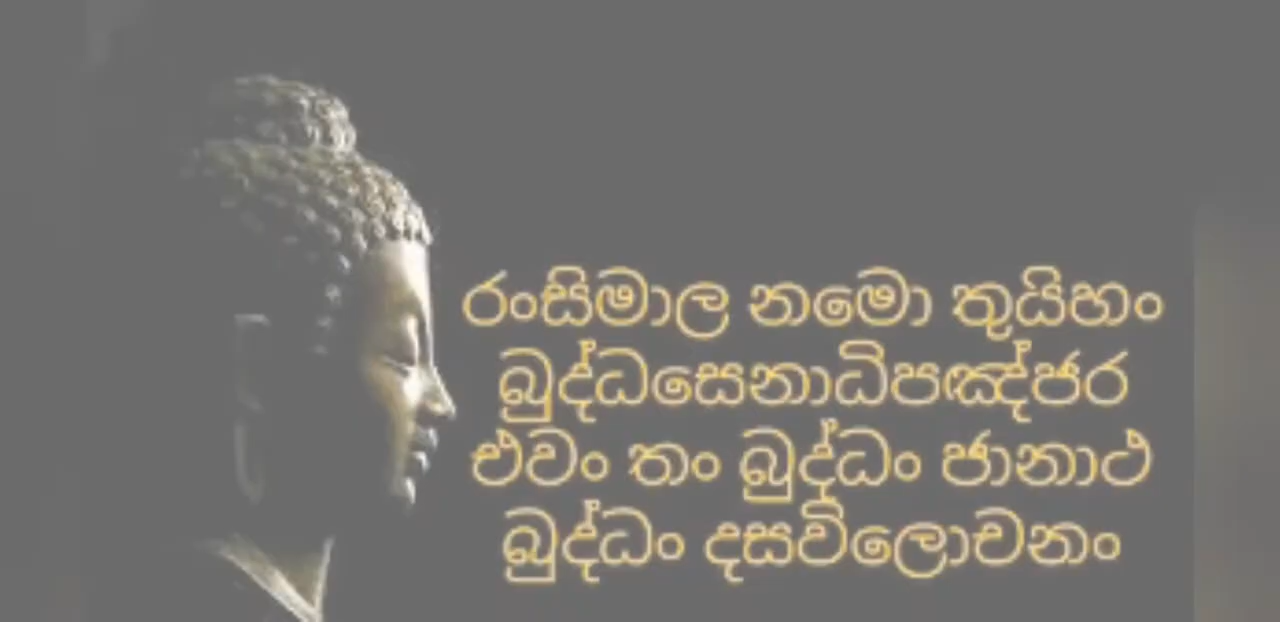 රංසිමාල නමො තුයිහං
බුද්ධසෙනාධිපඤ්ජර
එවං තං බුද්ධං ජානාථ
බුද්ධං දසවිලොචනං